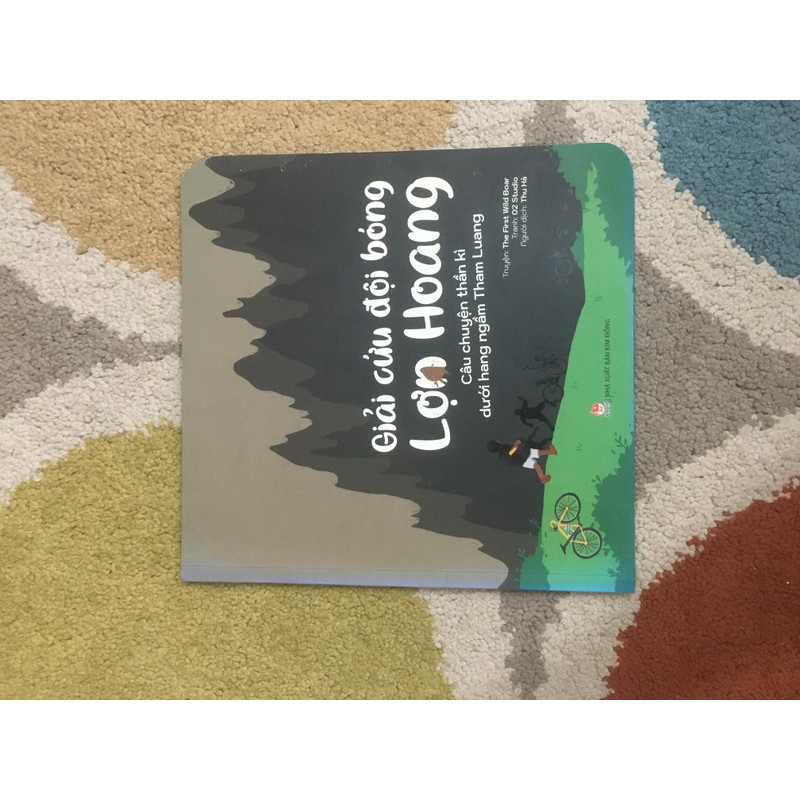 Giải cứu đội bóng
Lợn Hoang
Câu chuyện thần kì
dưới hang ngầm Tham Luang
Truyện: The First Wild Boar
Tranh: O2 Studio
Người dịch: Thu Hà
NHÀ XUẤT BẢN KIM ĐỒNG